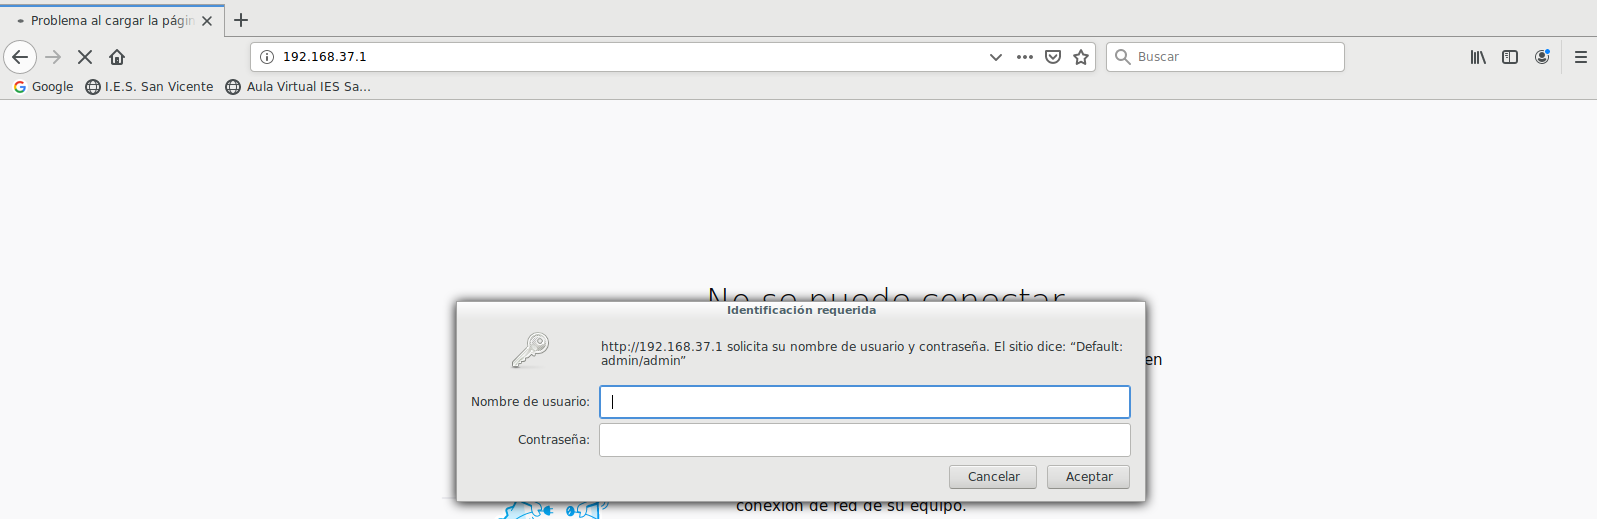 Problema al cargar la págin
192.168.37.1
Buscar
Google I.E.S. San Vicente Aula Virtual IES Sa...
No se puede conectar
Identificación requerida
http://192.168.37.1 solicita su nombre de usuario y contraseña. El sitio dice: “Default:
admin/admin”
en
Nombre de usuario:
Contraseña:
Cancelar Aceptar
conexión de red de su equipo.